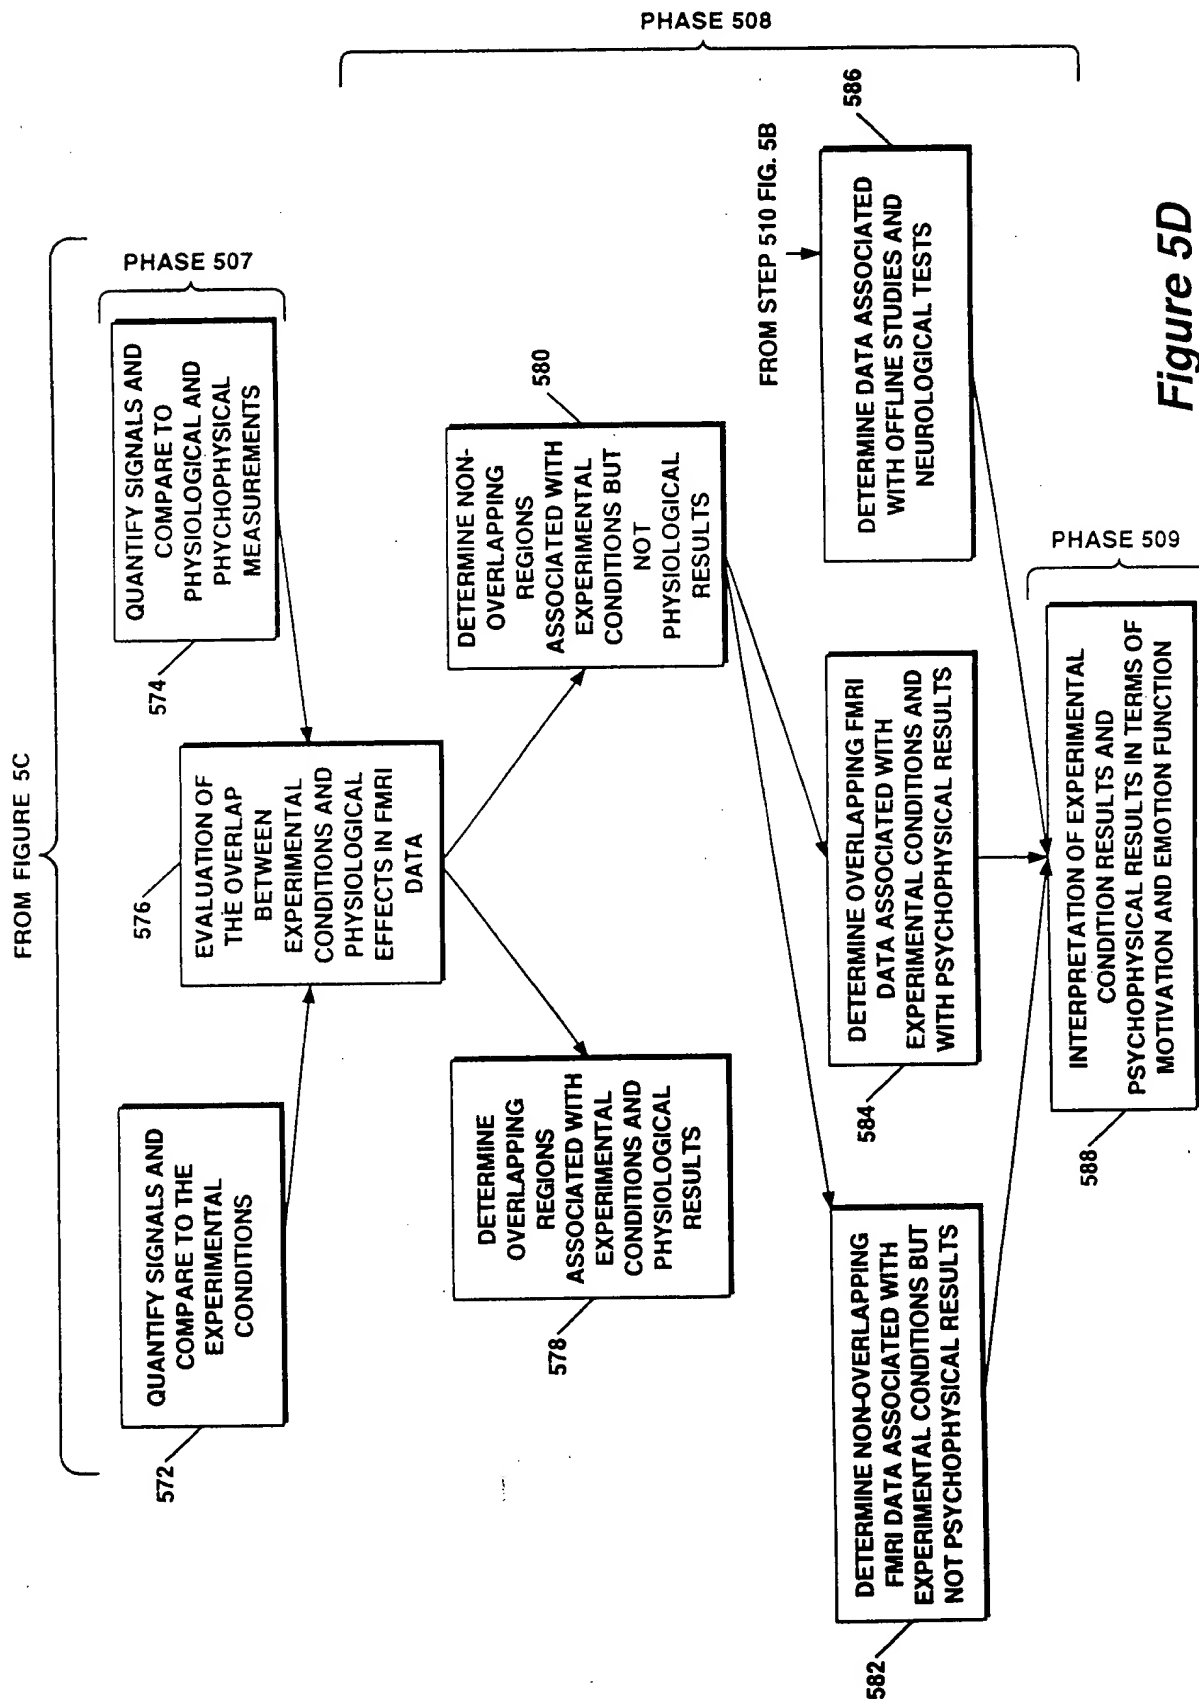 FROM FIGURE 5C
PHASE 507
572
QUANTIFY SIGNALS AND
COMPARE TO THE
EXPERIMENTAL
CONDITIONS
574
QUANTIFY SIGNALS AND
COMPARE TO
PHYSIOLOGICAL AND
PHYCHOPHYSICAL
MEASUREMENTS
576
EVALUATION OF
THE OVERLAP
BETWEEN
EXPERIMENTAL
CONDITIONS AND
PHYSIOLOGICAL
EFFECTS IN FMRI
DATA
PHASE 508
578
DETERMINE
OVERLAPPING
REGIONS
ASSOCIATED WITH
EXPERIMENTAL
CONDITIONS AND
PHYSIOLOGICAL
RESULTS
580
DETERMINE NON-
OVERLAPPING
REGIONS
ASSOCIATED WITH
EXPERIMENTAL
CONDITIONS BUT
NOT
PHYSIOLOGICAL
RESULTS
FROM STEP 510 FIG. 5B
582
DETERMINE NON-OVERLAPPING
FMRI DATA ASSOCIATED WITH
EXPERIMENTAL CONDITIONS BUT
NOT PSYCHOPHYSICAL RESULTS
584
DETERMINE OVERLAPPING FMRI
DATA ASSOCIATED WITH
EXPERIMENTAL CONDITIONS AND
WITH PSYCHOPHYSICAL RESULTS
586
DETERMINE DATA ASSOCIATED
WITH OFFLINE STUDIES AND
NEUROLOGICAL TESTS
PHASE 509
588
INTERPRETATION OF EXPERIMENTAL
CONDITION RESULTS AND
PSYCHOPHYSICAL RESULTS IN TERMS OF
MOTIVATION AND EMOTION FUNCTION
Figure 5D